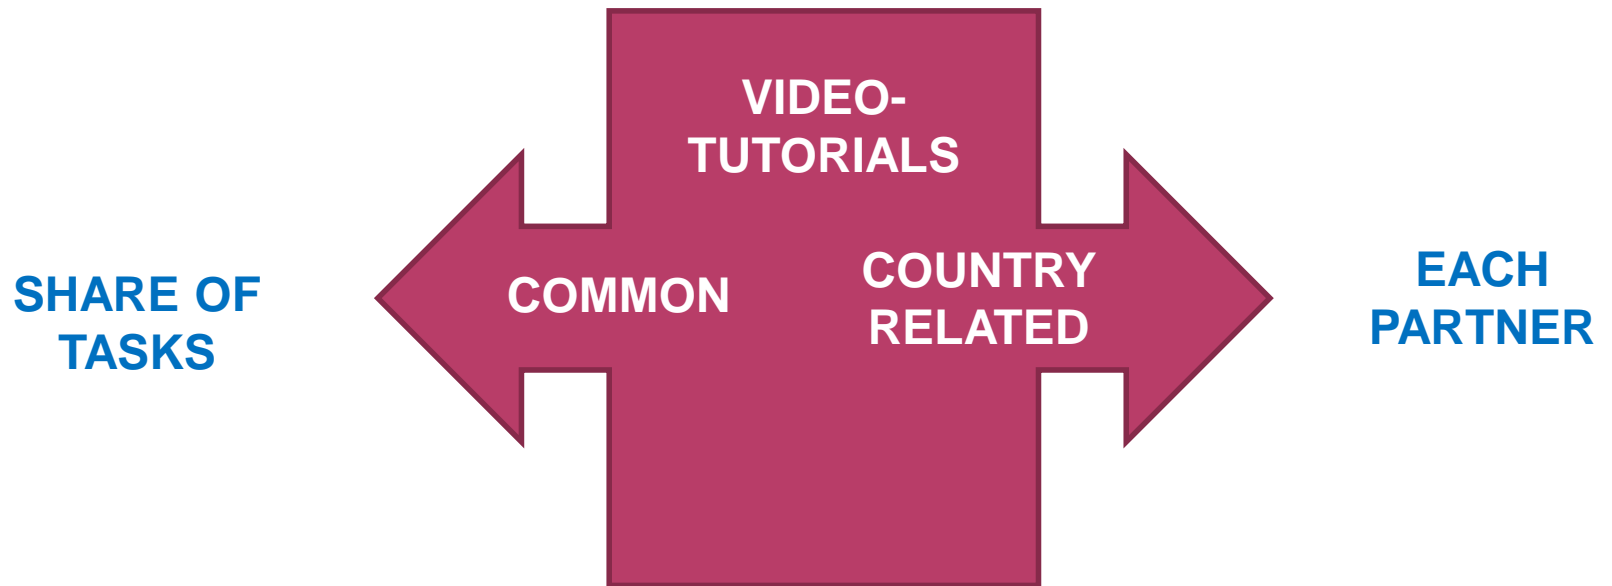 VIDEO-
TUTORIALS
SHARE OF
TASKS
COMMON
COUNTRY
RELATED
EACH
PARTNER